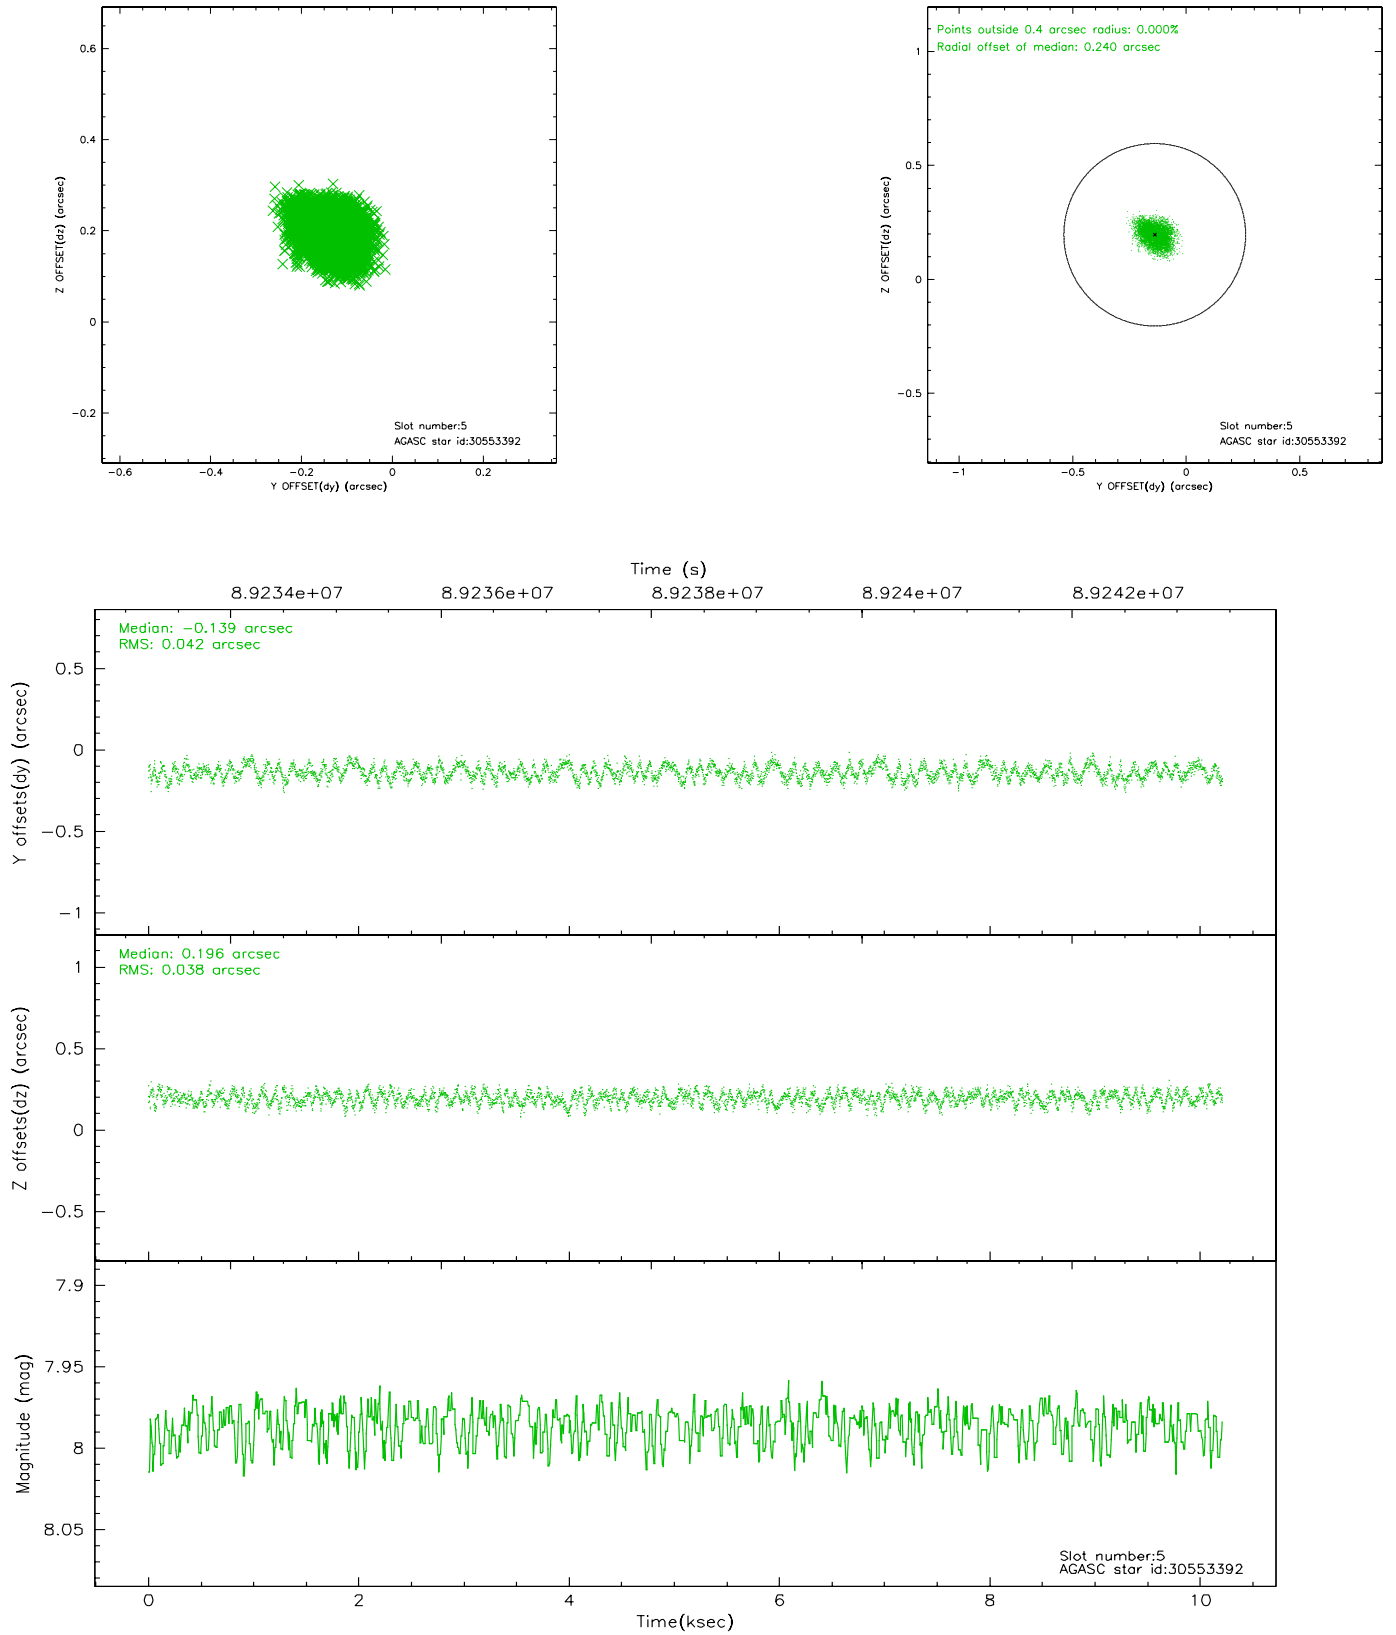 0.6
0.4
0.2
0
−0.2
Z OFFSET(dz) (arcsec)
Slot number:5
AGASC star id:30553392
−0.6 −0.4 −0.2 0 0.2
Y OFFSET(dy) (arcsec)
Points outside 0.4 arcsec radius: 0.000%
Radial offset of median: 0.240 arcsec
1
0.5
0
−0.5
Z OFFSET(dz) (arcsec)
Slot number:5
AGASC star id:30553392
−1 −0.5 0 0.5
Y OFFSET(dy) (arcsec)
Time (s)
8.9234e+07 8.9236e+07 8.9238e+07 8.924e+07 8.9242e+07
Median: −0.139 arcsec
RMS: 0.042 arcsec
0.5
0
−0.5
−1
Y offsets(dy) (arcsec)
Median: 0.196 arcsec
RMS: 0.038 arcsec
1
0.5
0
−0.5
Z offsets(dz) (arcsec)
7.9
7.95
8
8.05
Magnitude (mag)
Slot number:5
AGASC star id:30553392
0 2 4 6 8 10
Time(ksec)